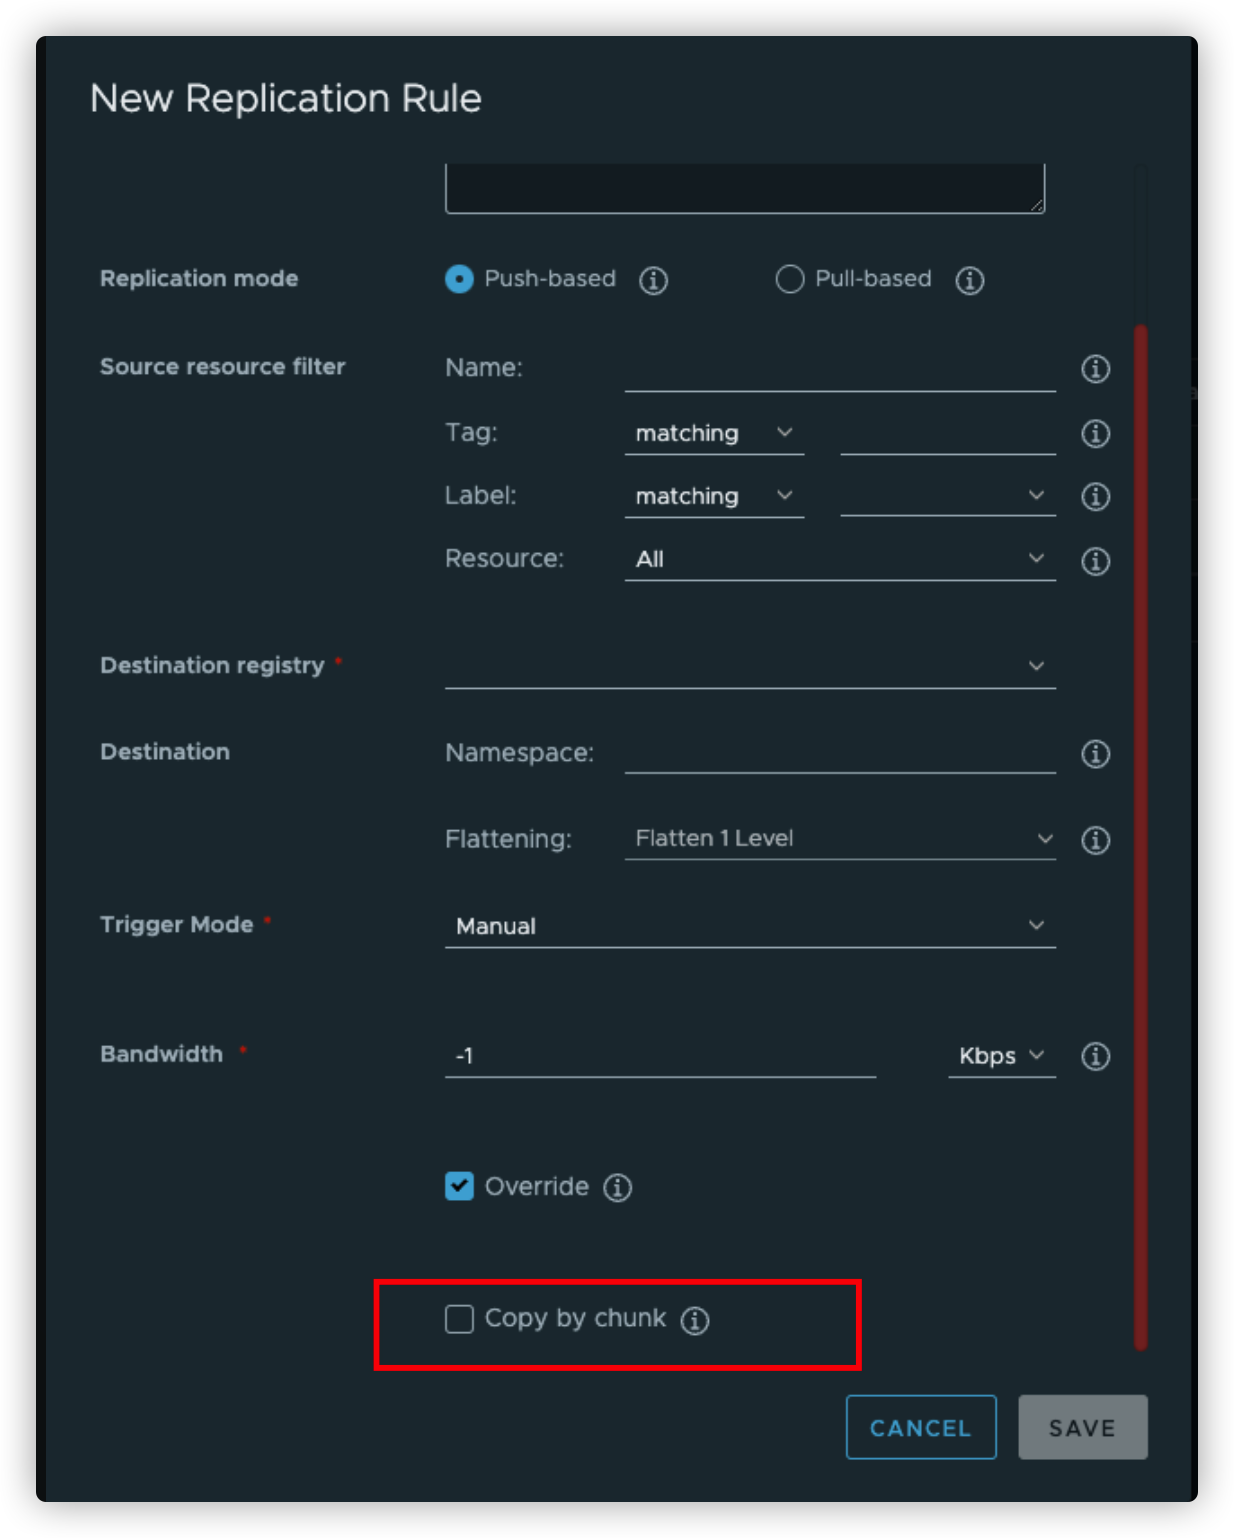 New Replication Rule
Replication mode Push-based Pull-based
Source resource filter Name:
Tag: matching
Label: matching
Resource: All
Destination registry *
Destination Namespace:
Flattening: Flatten 1 Level
Trigger Mode * Manual
Bandwidth * -1 Kbps
Override
Copy by chunk
CANCEL SAVE